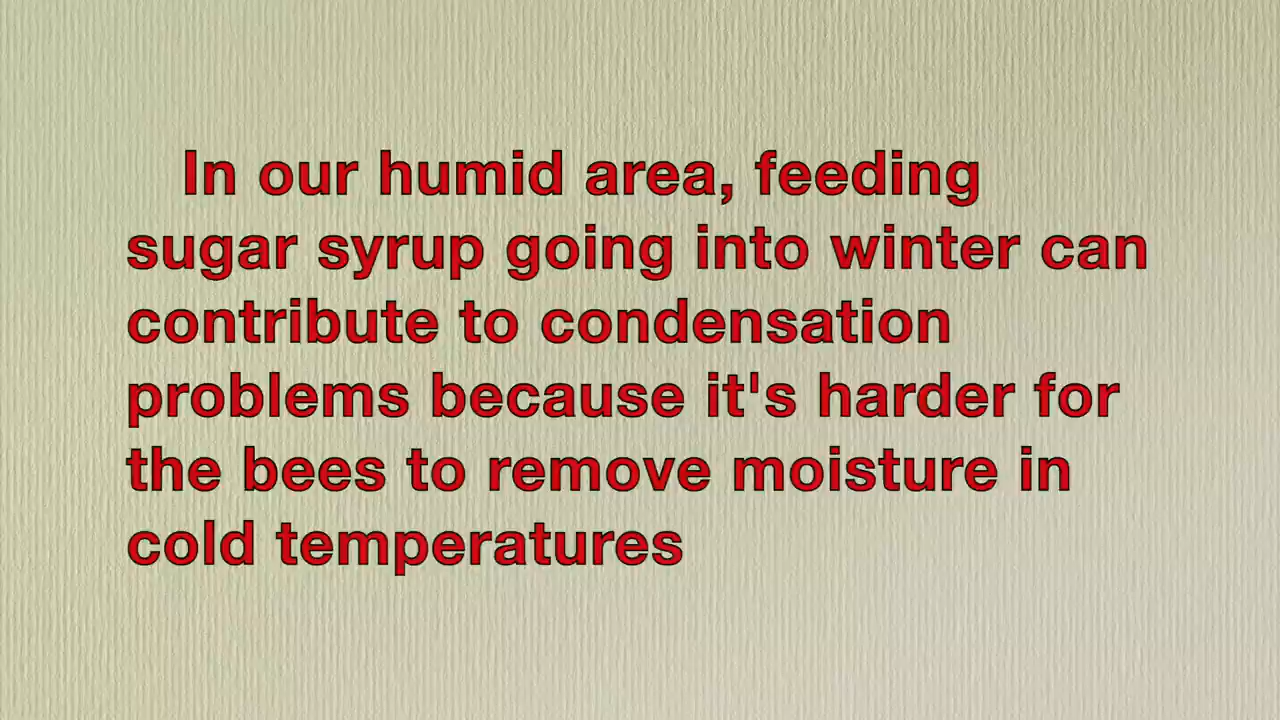 In our humid area, feeding
sugar syrup going into winter can
contribute to condensation
problems because it's harder for
the bees to remove moisture in
cold temperatures